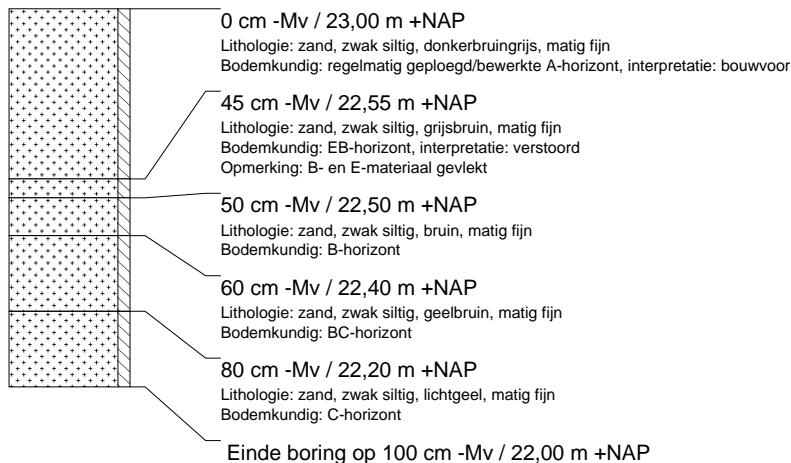 0 cm -Mv / 23,00 m +NAP
Lithologie: zand, zwak siltig, donkerbruingrijs, matig fijn
Bodemkundig: regelmatig geploegd/bewerkte A-horizont, interpretatie: bouwvoor
45 cm -Mv / 22,55 m +NAP
Lithologie: zand, zwak siltig, grijsbruin, matig fijn
Bodemkundig: EB-horizont, interpretatie: verstoord
Opmerking: B- en E-materiaal gevlekt
50 cm -Mv / 22,50 m +NAP
Lithologie: zand, zwak siltig, bruin, matig fijn
Bodemkundig: B-horizont
60 cm -Mv / 22,40 m +NAP
Lithologie: zand, zwak siltig, geelbruin, matig fijn
Bodemkundig: BC-horizont
80 cm -Mv / 22,20 m +NAP
Lithologie: zand, zwak siltig, lichtgeel, matig fijn
Bodemkundig: C-horizont
Einde boring op 100 cm -Mv / 22,00 m +NAP